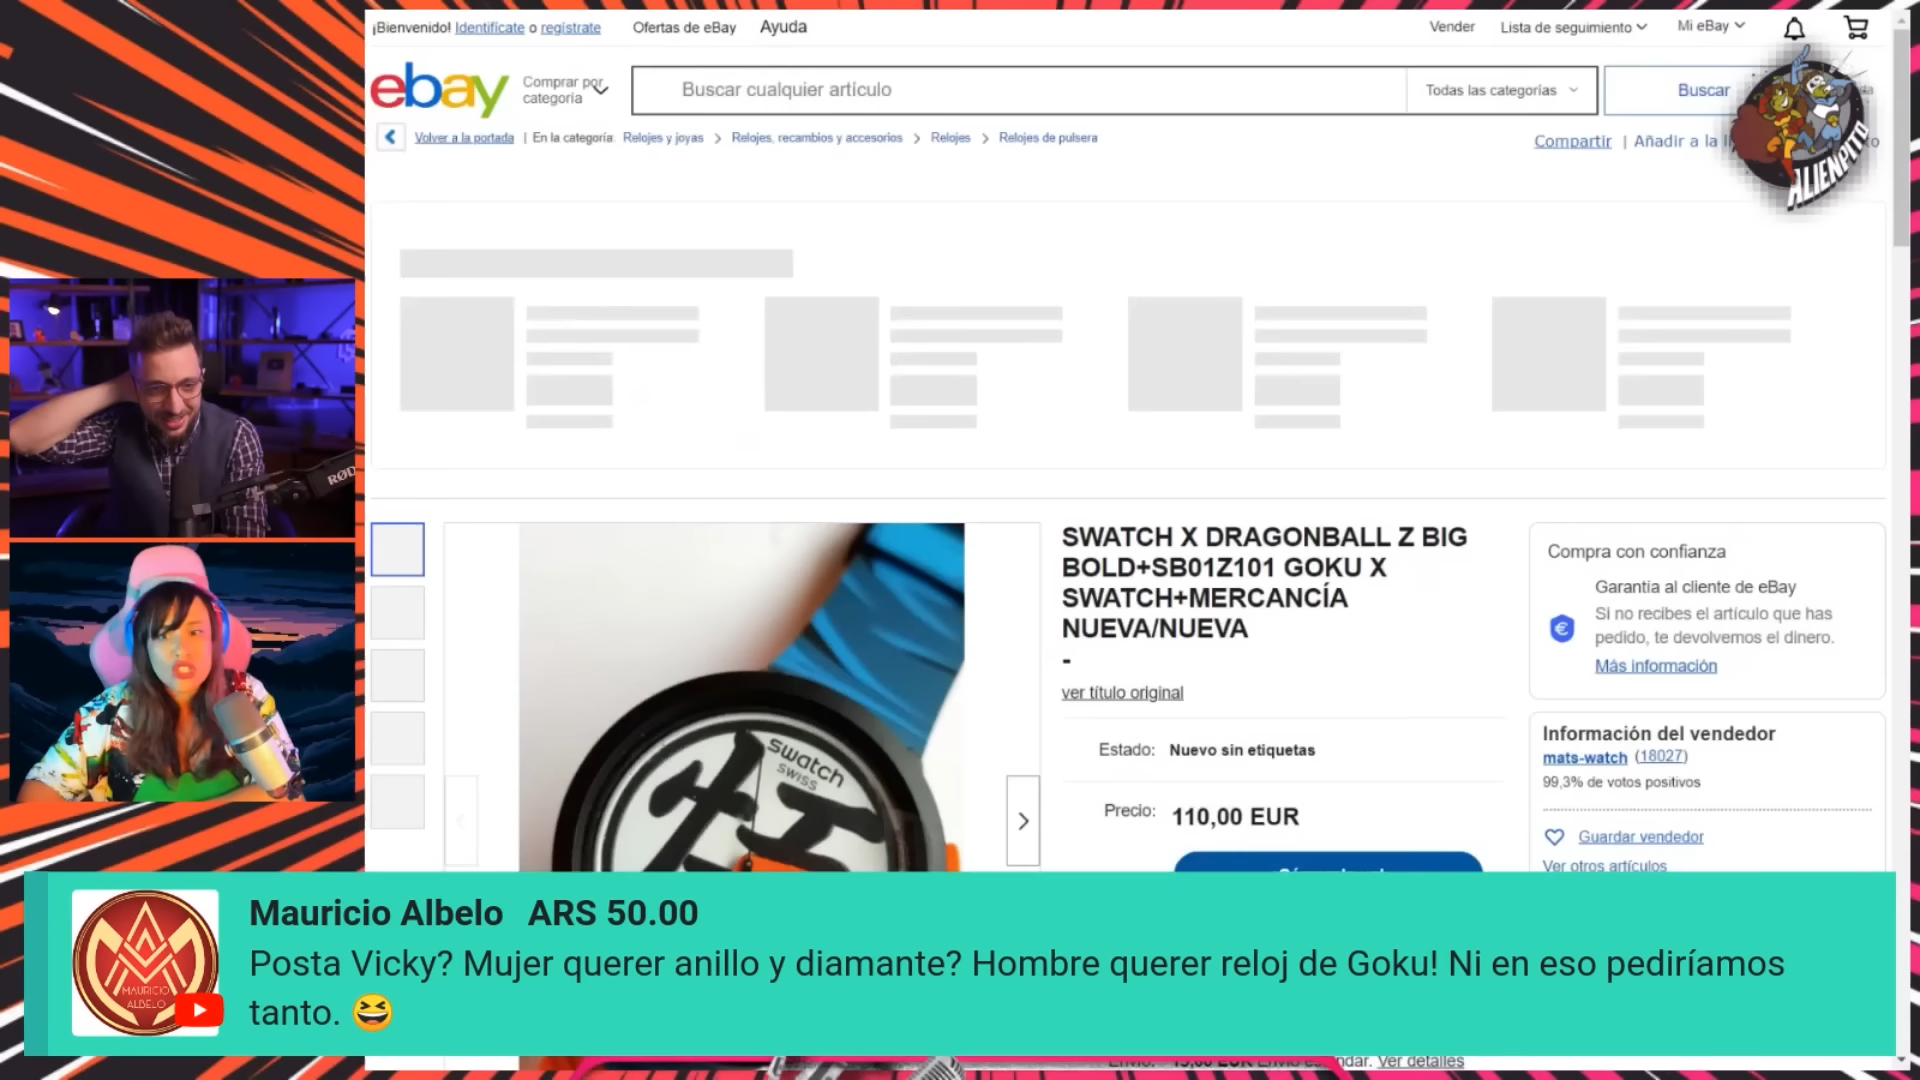 ¡Bienvenido! Identifícate o regístrate Ofertas de eBay Ayuda Vender Lista de seguimiento Mi eBay
ebay Comprar por categoría Buscar cualquier artículo Todas las categorías Buscar
Volver a la portada | En la categoría: Relojes y joyas > Relojes, recambios y accesorios > Relojes > Relojes de pulsera
Compartir | Añadir a la
ALIENPITO
RØD
SWATCH X DRAGONBALL Z BIG
BOLD+SB01Z101 GOKU X
SWATCH+MERCANCÍA
NUEVA/NUEVA
-
ver título original
Estado: Nuevo sin etiquetas
Precio: 110,00 EUR
swatch
swiss
悟
Compra con confianza
Garantía al cliente de eBay
Si no recibes el artículo que has
pedido, te devolvemos el dinero.
Más información
Información del vendedor
mats-watch (18027)
99,3% de votos positivos
Guardar vendedor
Ver otros artículos
MAURICIO
ALBELO
Mauricio Albelo ARS 50.00
Posta Vicky? Mujer querer anillo y diamante? Hombre querer reloj de Goku! Ni en eso pediríamos
tanto. 😆
Ver detalles